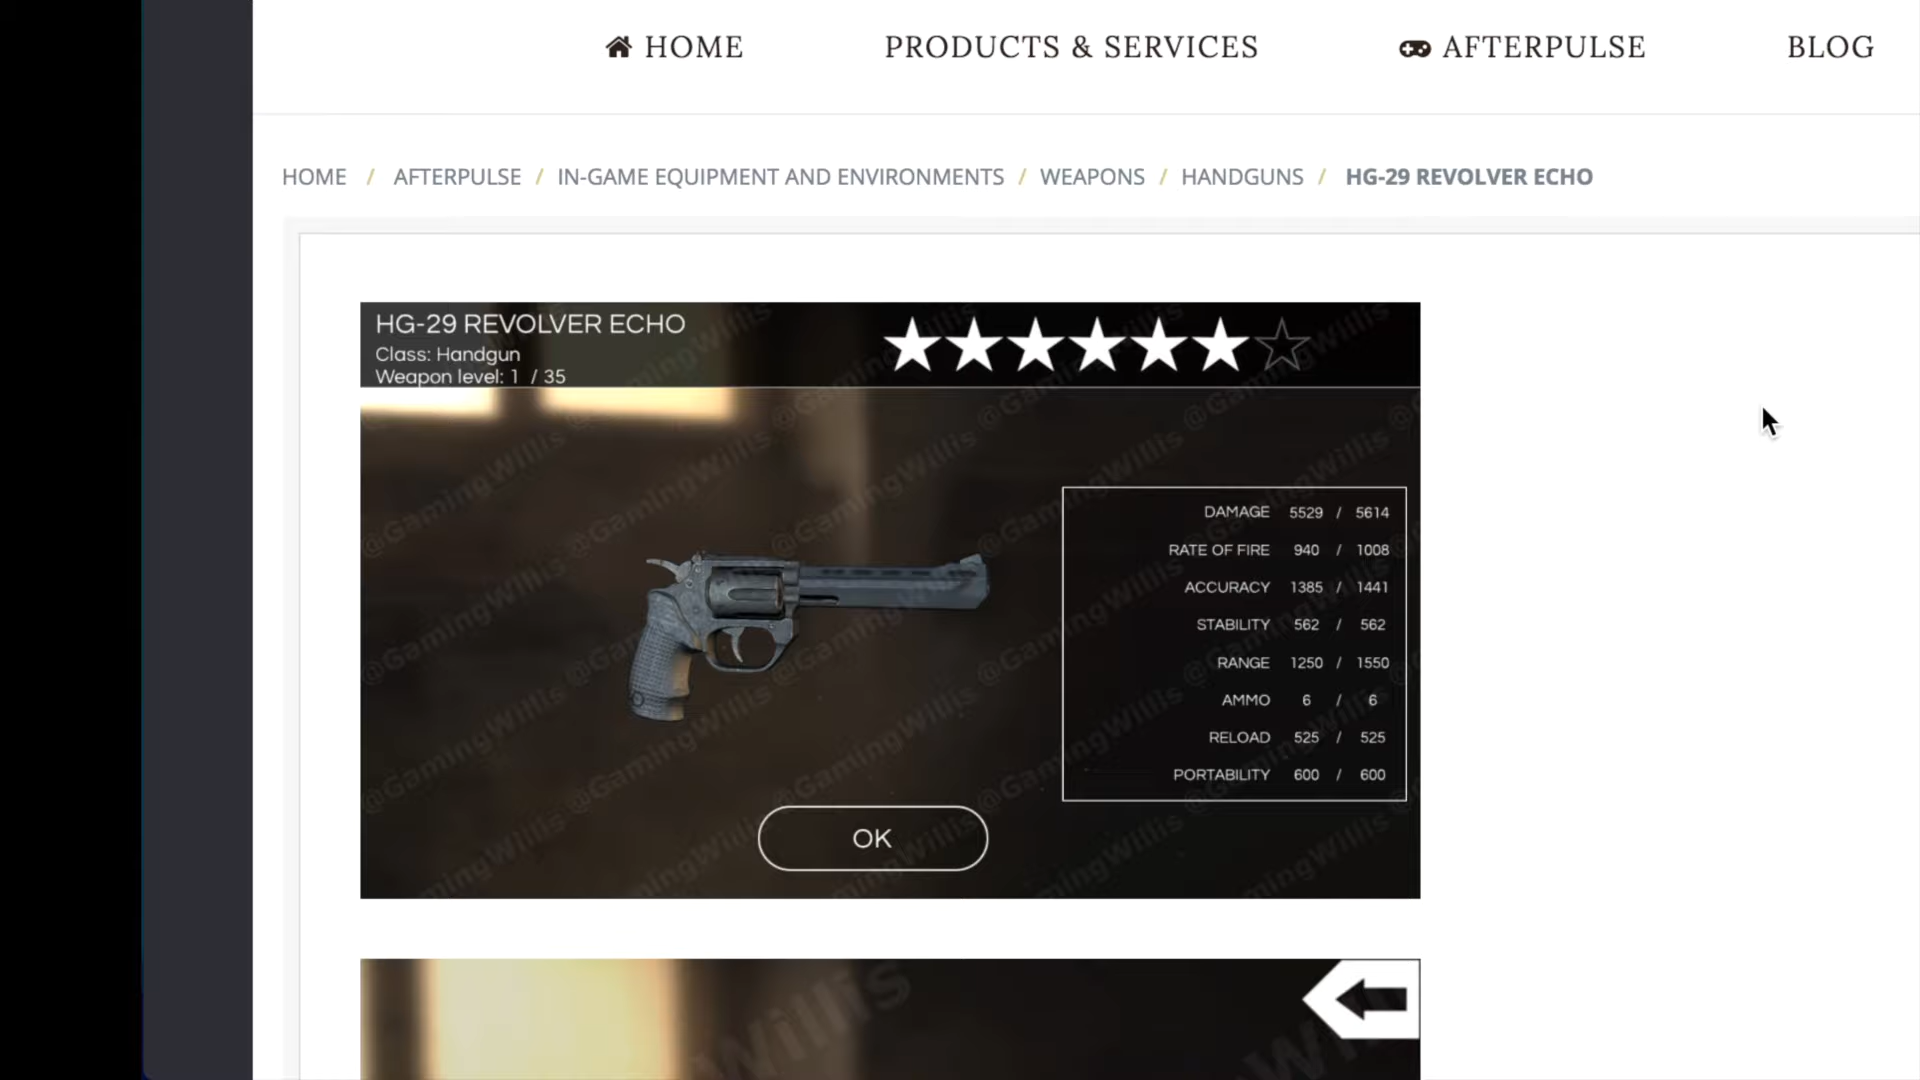 HOME PRODUCTS & SERVICES AFTERPULSE BLOG
HOME / AFTERPULSE / IN-GAME EQUIPMENT AND ENVIRONMENTS / WEAPONS / HANDGUNS / HG-29 REVOLVER ECHO
HG-29 REVOLVER ECHO
Class: Handgun
Weapon level: 1 / 35
DAMAGE 5529 / 5614
RATE OF FIRE 940 / 1008
ACCURACY 1385 / 1441
STABILITY 562 / 562
RANGE 1250 / 1550
AMMO 6 / 6
RELOAD 525 / 525
PORTABILITY 600 / 600
OK
@GamingWillis
Willis